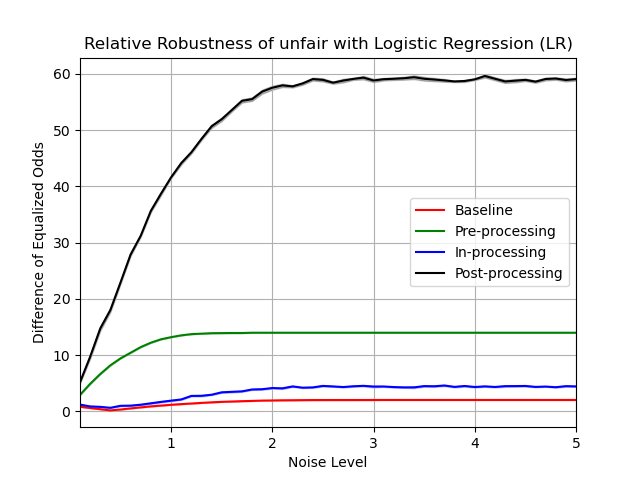 Relative Robustness of unfair with Logistic Regression (LR)
Difference of Equalized Odds
60
50
40
30
20
10
0
Baseline
Pre-processing
In-processing
Post-processing
1 2 3 4 5
Noise Level